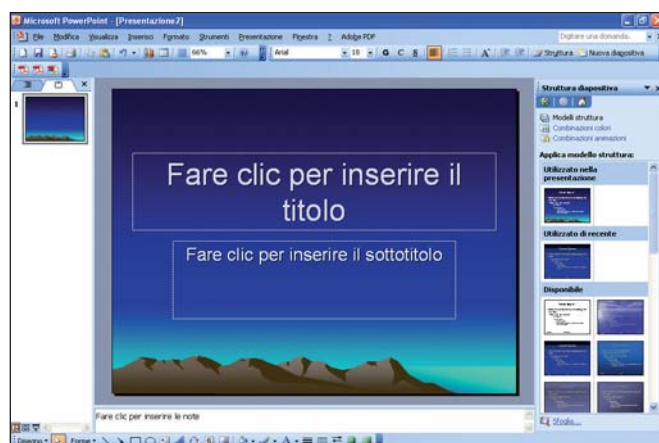 Microsoft PowerPoint - [Presentazione2]
File Modifica Visualizza Inserisci Formato Strumenti Presentazione Finestra ? Adobe PDF
Digitare una domanda.
66% Arial 18 G C S Struttura Nuova diapositiva
Struttura diapositiva
1
Modelli struttura
Combinazioni colori
Combinazioni animazioni
Applica modello struttura:
Utilizzato nella
presentazione
Fare clic per inserire il
titolo
Utilizzato di recente
Fare clic per inserire il sottotitolo
Disponibile
Fare clic per inserire le note
Sfoglia...
Disegno Forme